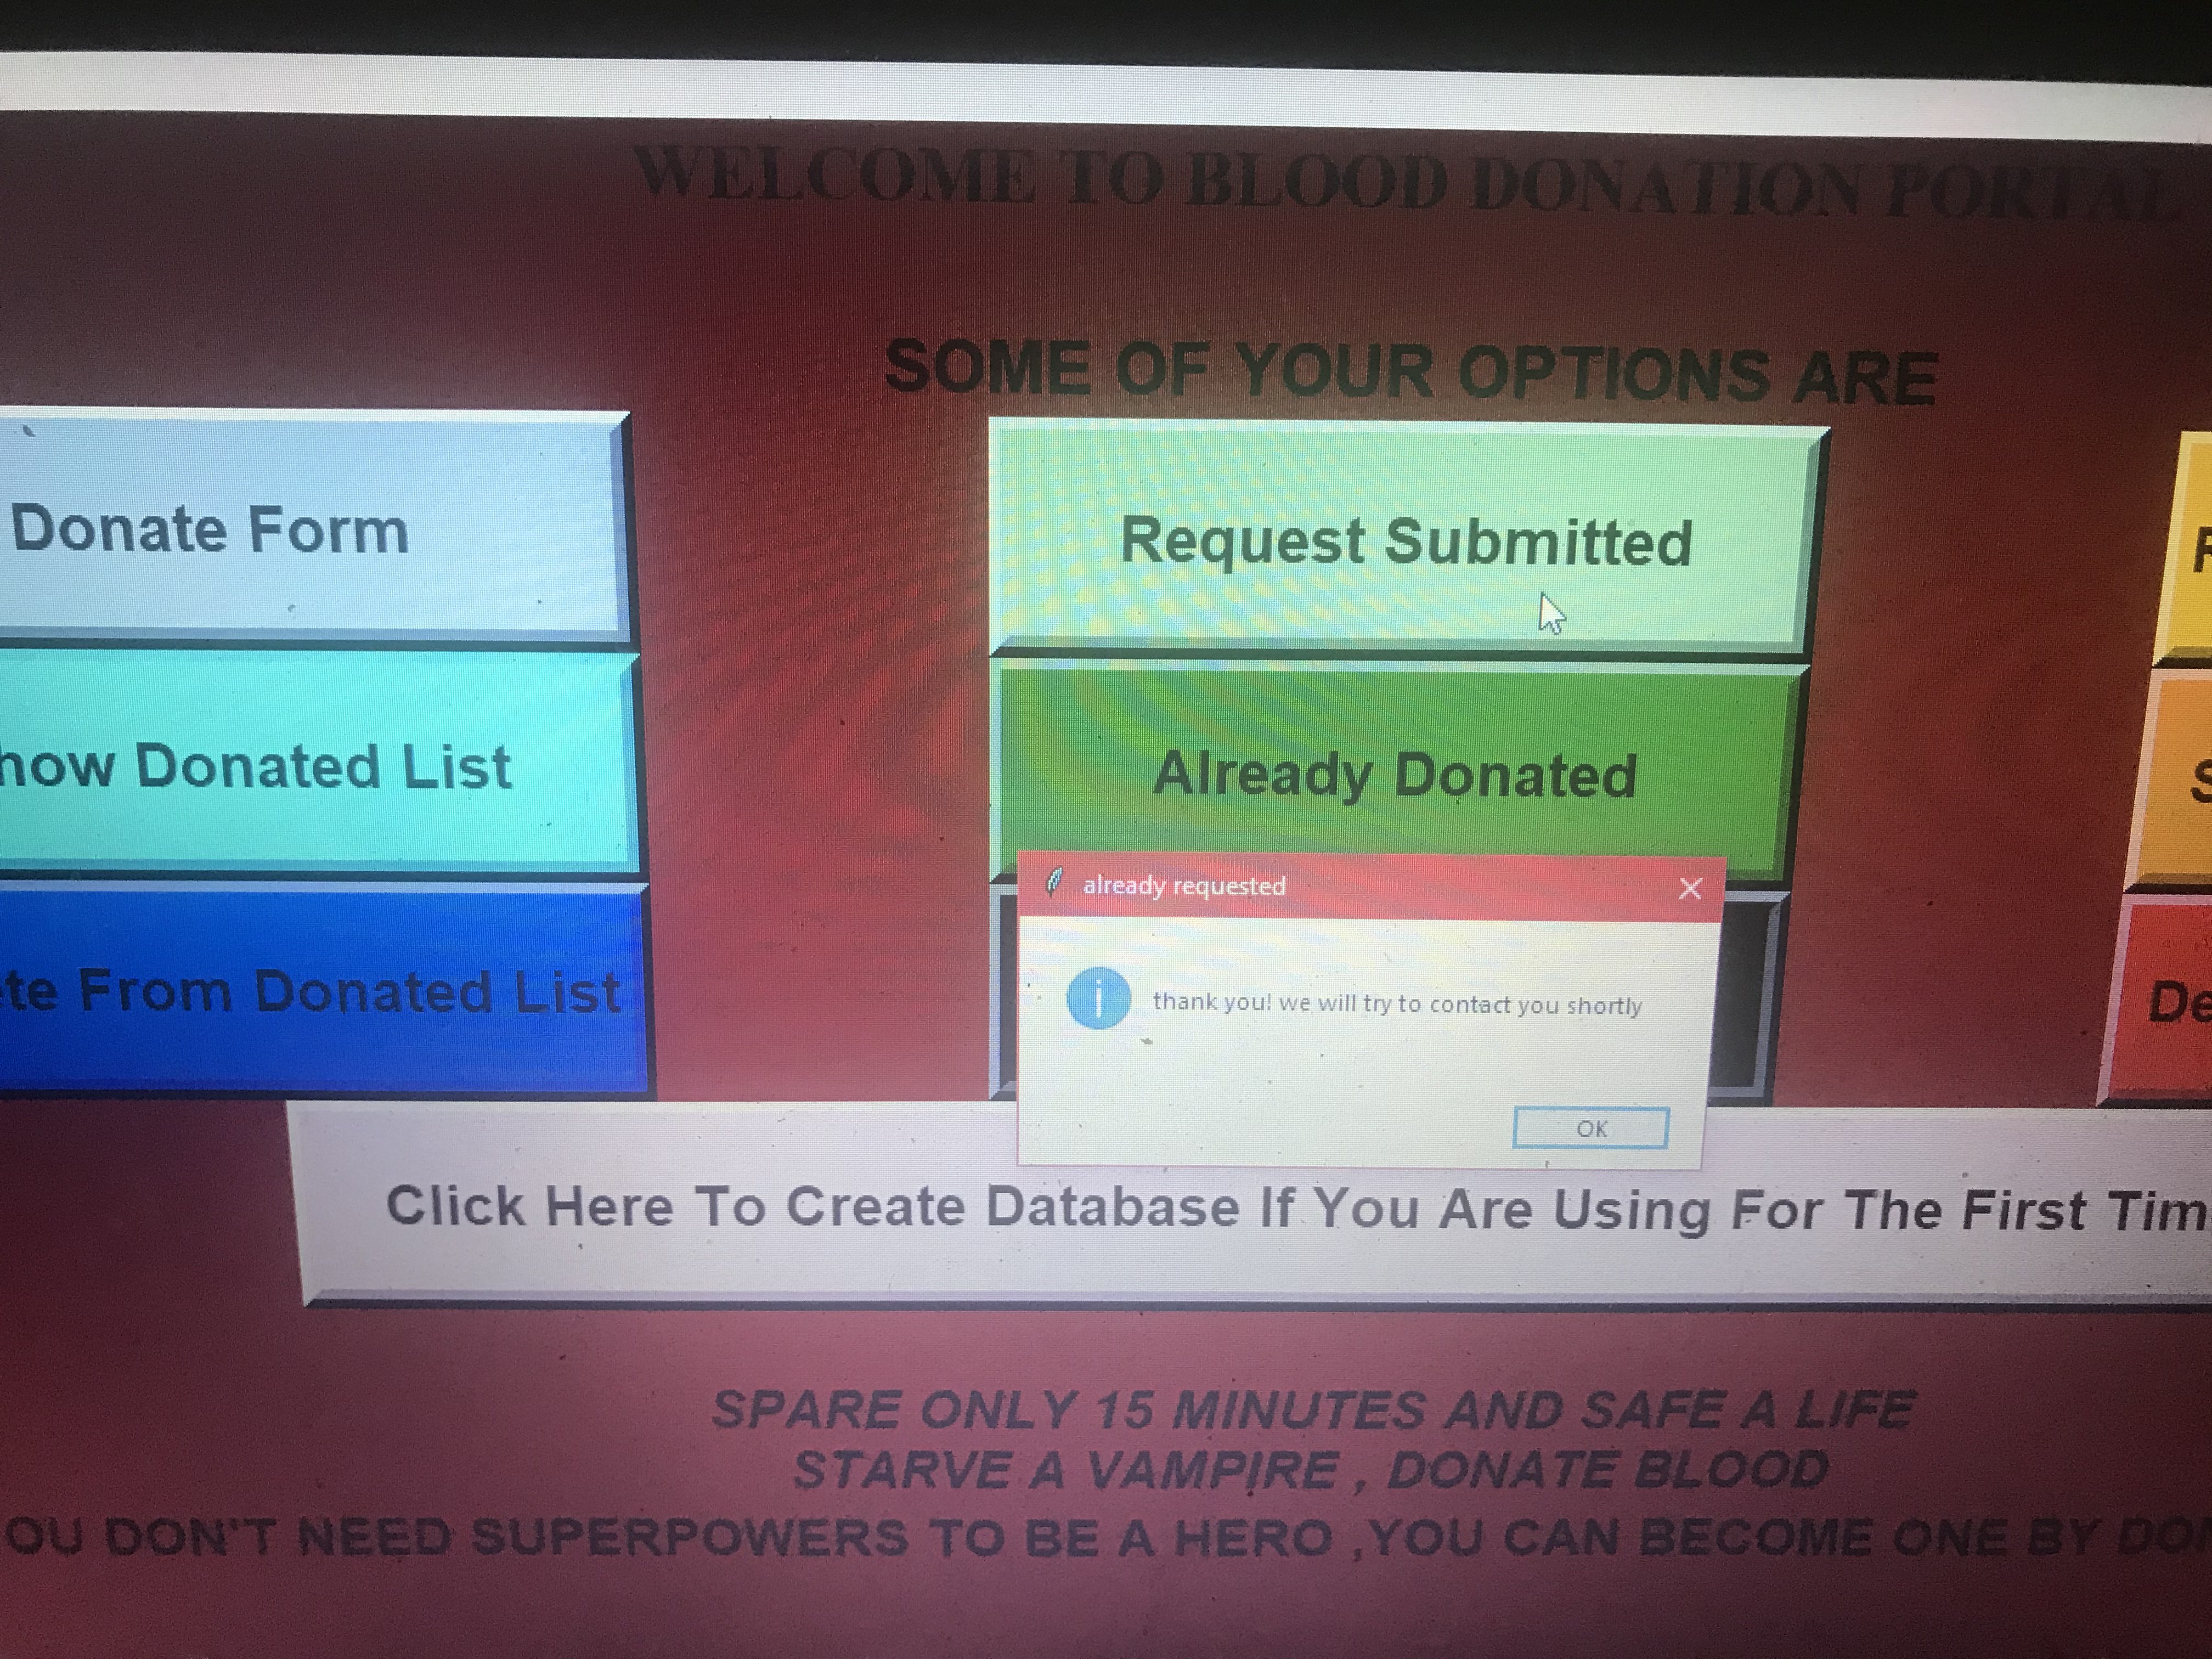 WELCOME TO BLOOD DONATION PORTAL
SOME OF YOUR OPTIONS ARE
Donate Form
Request Submitted
how Donated List
Already Donated
te From Donated List
De
already requested
thank you! we will try to contact you shortly
OK
Click Here To Create Database If You Are Using For The First Tim
SPARE ONLY 15 MINUTES AND SAFE A LIFE
STARVE A VAMPIRE , DONATE BLOOD
OU DON'T NEED SUPERPOWERS TO BE A HERO ,YOU CAN BECOME ONE BY DO